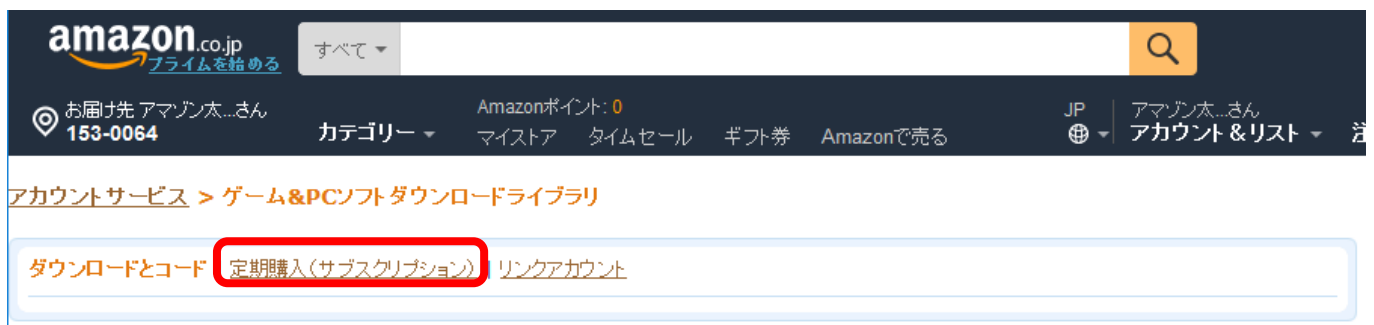 amazon.co.jp
プライムを始める
すべて
お届け先 アマゾン太...さん
153-0064
カテゴリー
Amazonポイント: 0
マイストア タイムセール ギフト券 Amazonで売る
JP
アマゾン太...さん
アカウント&リスト
注
アカウントサービス > ゲーム&PCソフトダウンロードライブラリ
ダウンロードとコード 定期購入(サブスクリプション) | リンクアカウント